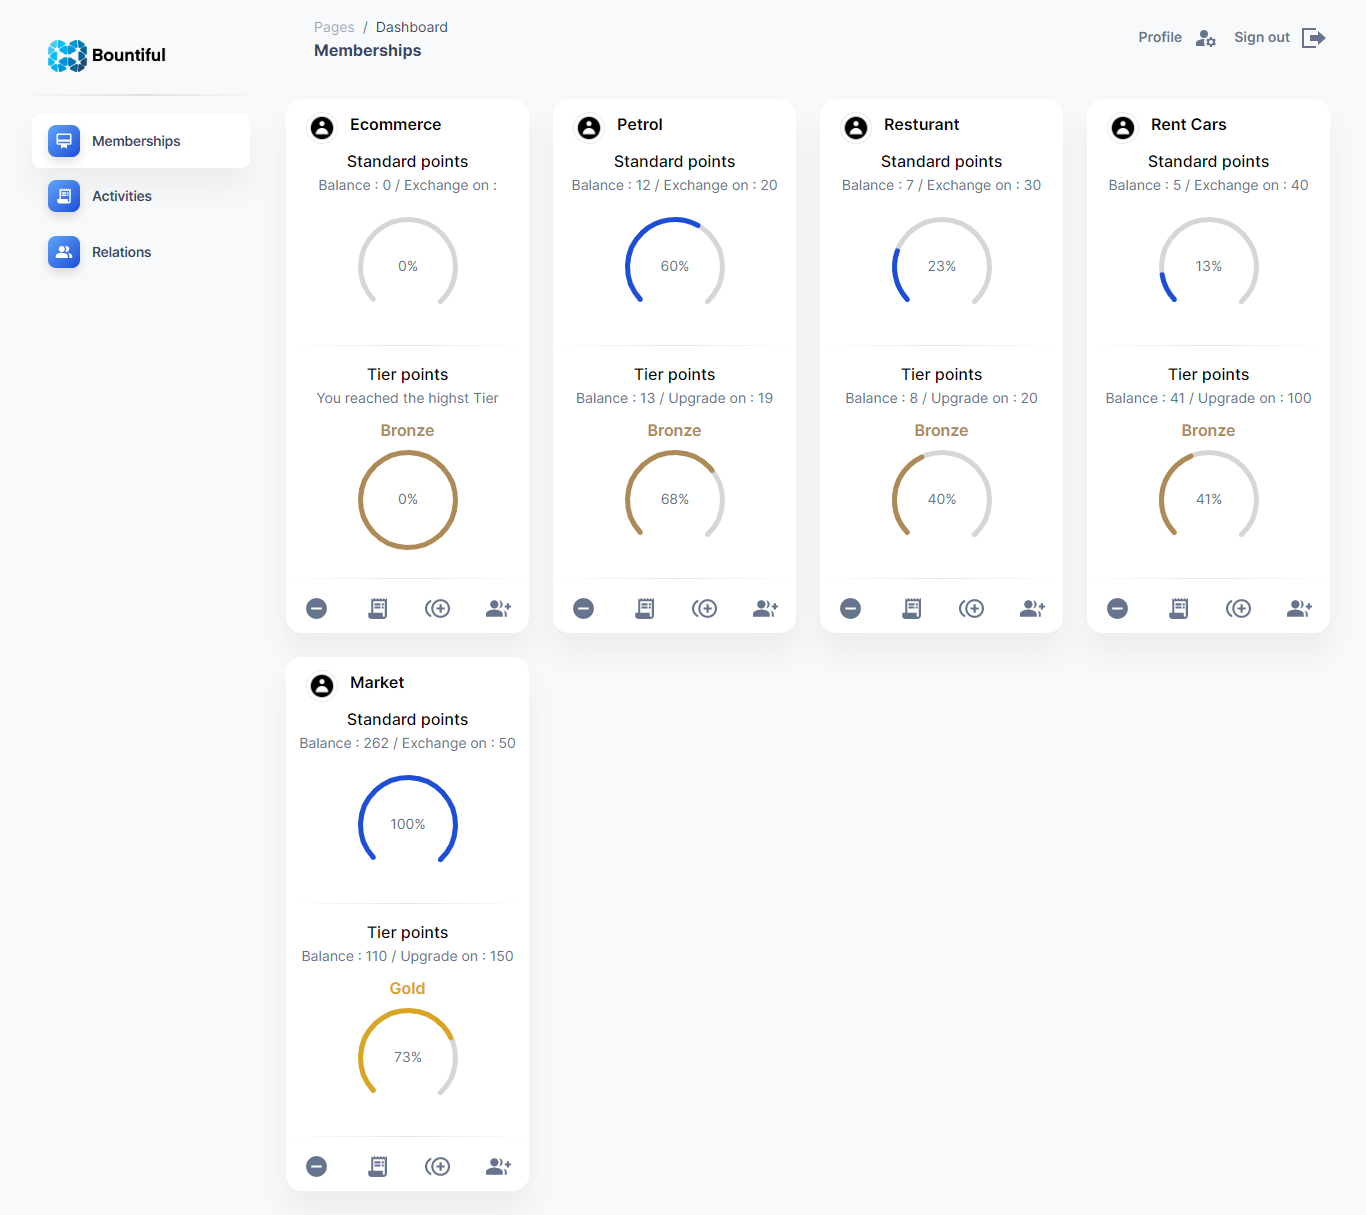 Bountiful
Pages / Dashboard
Memberships
Profile
Sign out
Memberships
Activities
Relations
Ecommerce
Standard points
Balance : 0 / Exchange on :
0%
Tier points
You reached the highst Tier
Bronze
0%
Petrol
Standard points
Balance : 12 / Exchange on : 20
60%
Tier points
Balance : 13 / Upgrade on : 19
Bronze
68%
Resturant
Standard points
Balance : 7 / Exchange on : 30
23%
Tier points
Balance : 8 / Upgrade on : 20
Bronze
40%
Rent Cars
Standard points
Balance : 5 / Exchange on : 40
13%
Tier points
Balance : 41 / Upgrade on : 100
Bronze
41%
Market
Standard points
Balance : 262 / Exchange on : 50
100%
Tier points
Balance : 110 / Upgrade on : 150
Gold
73%